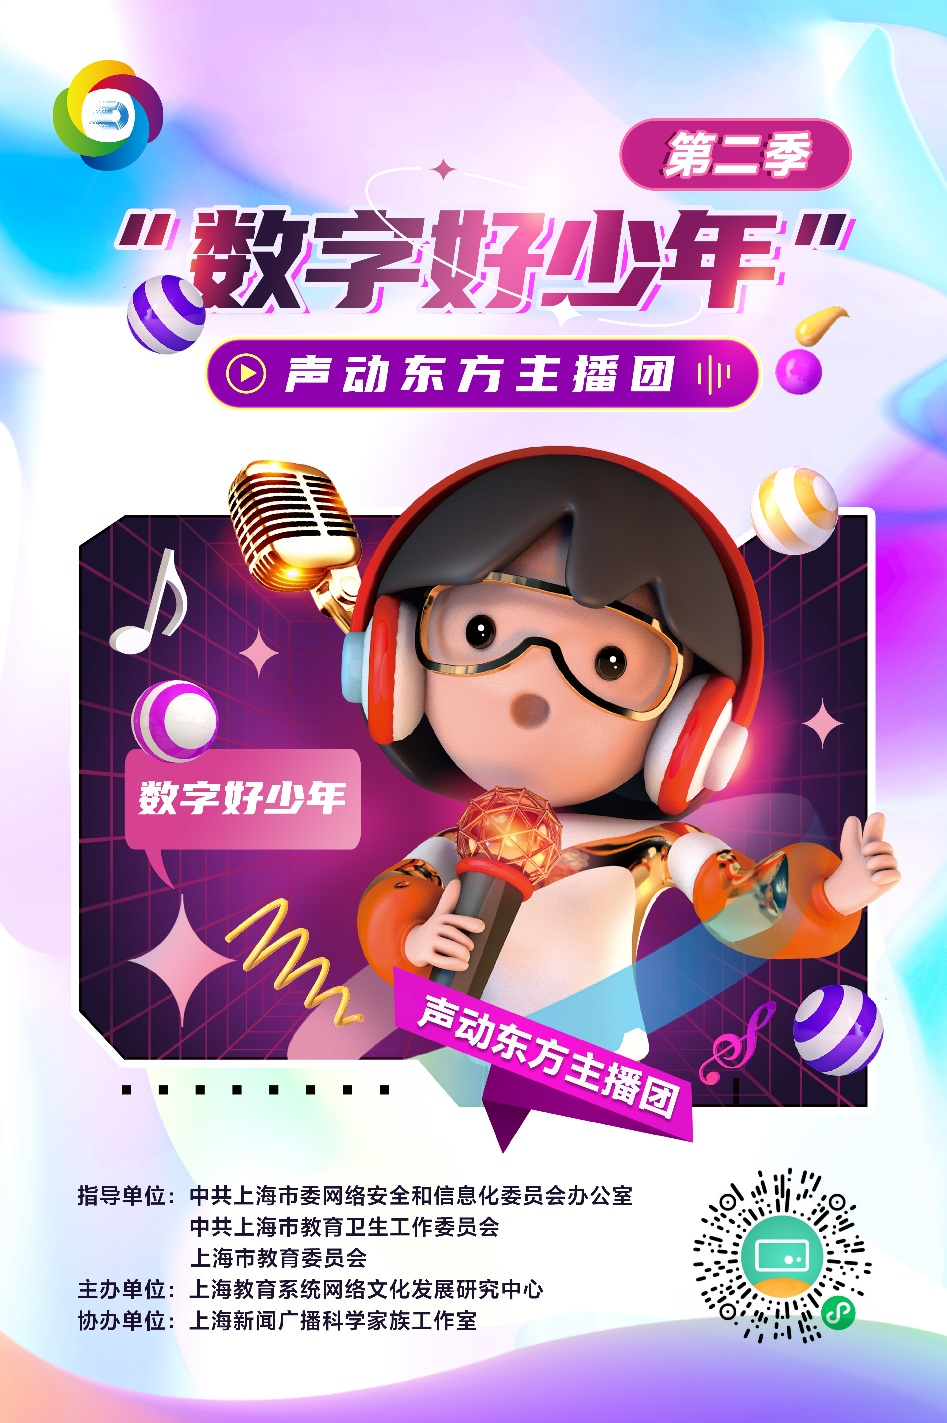 第二季
“数字好少年”
声动东方主播团
数字好少年
声动东方主播团
指导单位：中共上海市委网络安全和信息化委员会办公室
中共上海市教育卫生工作委员会
上海市教育委员会
主办单位：上海教育系统网络文化发展研究中心
协办单位：上海新闻广播科学家族工作室